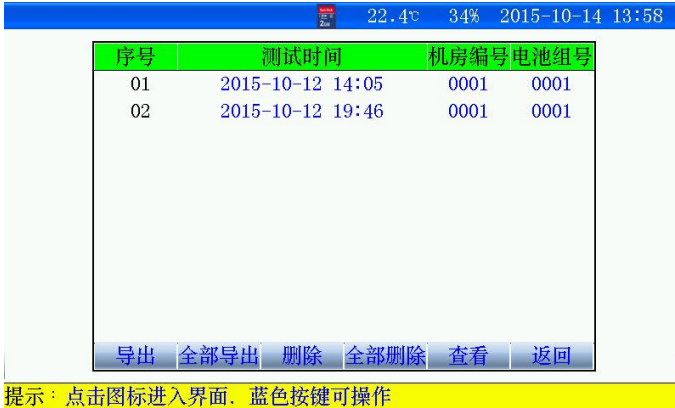 22.4℃ 34% 2015-10-14 13:58
序号 测试时间 机房编号 电池组号
01 2015-10-12 14:05 0001 0001
02 2015-10-12 19:46 0001 0001
导出 全部导出 删除 全部删除 查看 返回
提示：点击图标进入界面．蓝色按键可操作